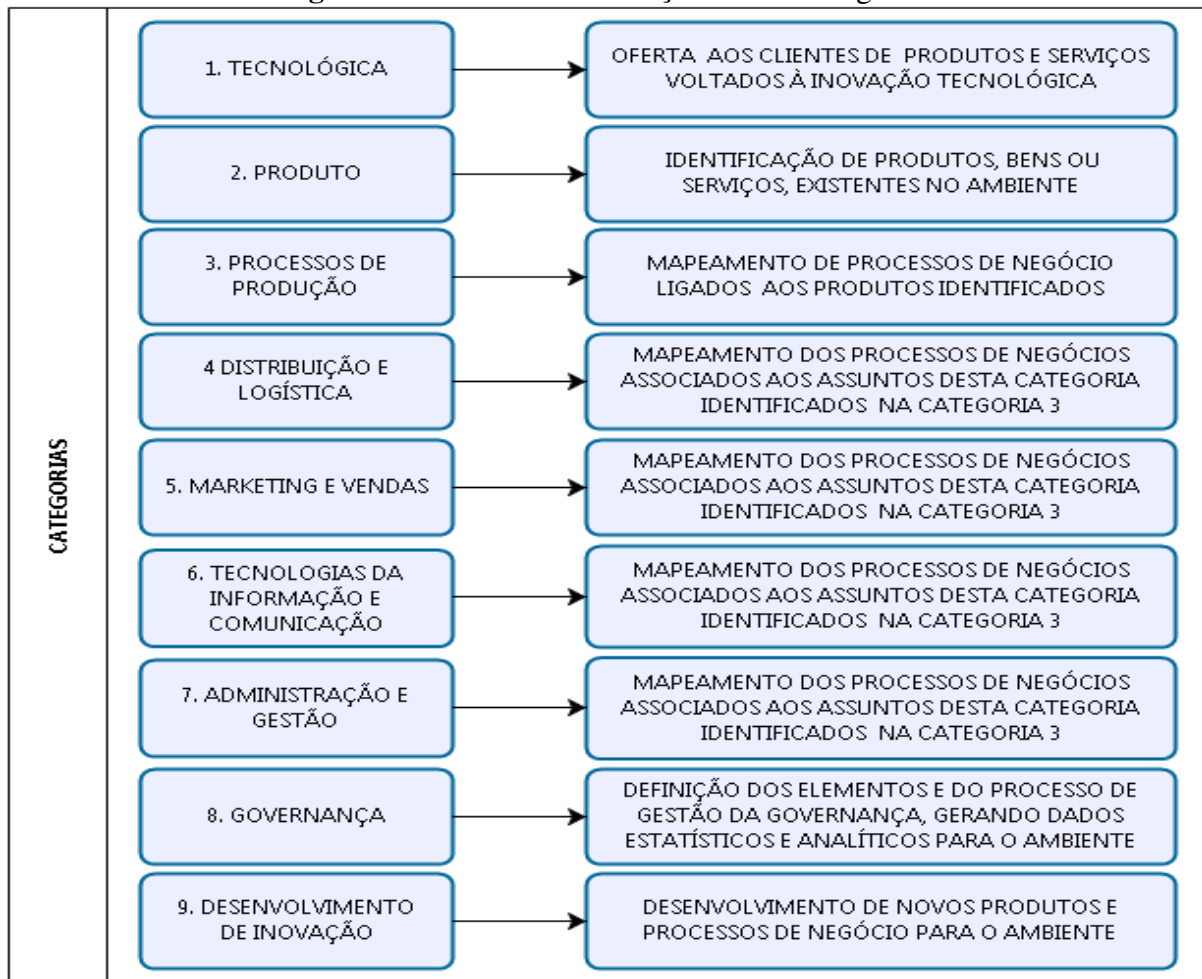 CATEGORIAS
1. TECNOLÓGICA
OFERTA AOS CLIENTES DE PRODUTOS E SERVIÇOS
VOLTADOS À INOVAÇÃO TECNOLÓGICA
2. PRODUTO
IDENTIFICAÇÃO DE PRODUTOS, BENS OU
SERVIÇOS, EXISTENTES NO AMBIENTE
3. PROCESSOS DE
PRODUÇÃO
MAPEAMENTO DE PROCESSOS DE NEGÓCIO
LIGADOS AOS PRODUTOS IDENTIFICADOS
4 DISTRIBUIÇÃO E
LOGÍSTICA
MAPEAMENTO DOS PROCESSOS DE NEGÓCIOS
ASSOCIADOS AOS ASSUNTOS DESTA CATEGORIA
IDENTIFICADOS NA CATEGORIA 3
5. MARKETING E VENDAS
MAPEAMENTO DOS PROCESSOS DE NEGÓCIOS
ASSOCIADOS AOS ASSUNTOS DESTA CATEGORIA
IDENTIFICADOS NA CATEGORIA 3
6. TECNOLOGIAS DA
INFORMAÇÃO E
COMUNICAÇÃO
MAPEAMENTO DOS PROCESSOS DE NEGÓCIOS
ASSOCIADOS AOS ASSUNTOS DESTA CATEGORIA
IDENTIFICADOS NA CATEGORIA 3
7. ADMINISTRAÇÃO E
GESTÃO
MAPEAMENTO DOS PROCESSOS DE NEGÓCIOS
ASSOCIADOS AOS ASSUNTOS DESTA CATEGORIA
IDENTIFICADOS NA CATEGORIA 3
8. GOVERNANÇA
DEFINIÇÃO DOS ELEMENTOS E DO PROCESSO DE
GESTÃO DA GOVERNANÇA, GERANDO DADOS
ESTATÍSTICOS E ANALÍTICOS PARA O AMBIENTE
9. DESENVOLVIMENTO
DE INOVAÇÃO
DESENVOLVIMENTO DE NOVOS PRODUTOS E
PROCESSOS DE NEGÓCIO PARA O AMBIENTE